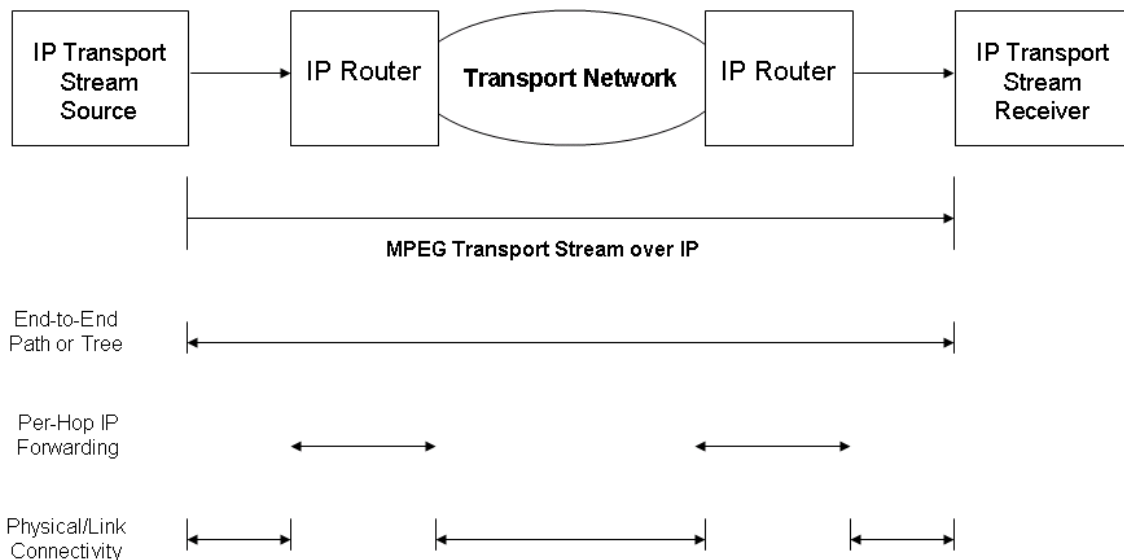 IP Transport
Stream
Source
IP Router
Transport Network
IP Router
IP Transport
Stream
Receiver
MPEG Transport Stream over IP
End-to-End
Path or Tree
Per-Hop IP
Forwarding
Physical/Link
Connectivity